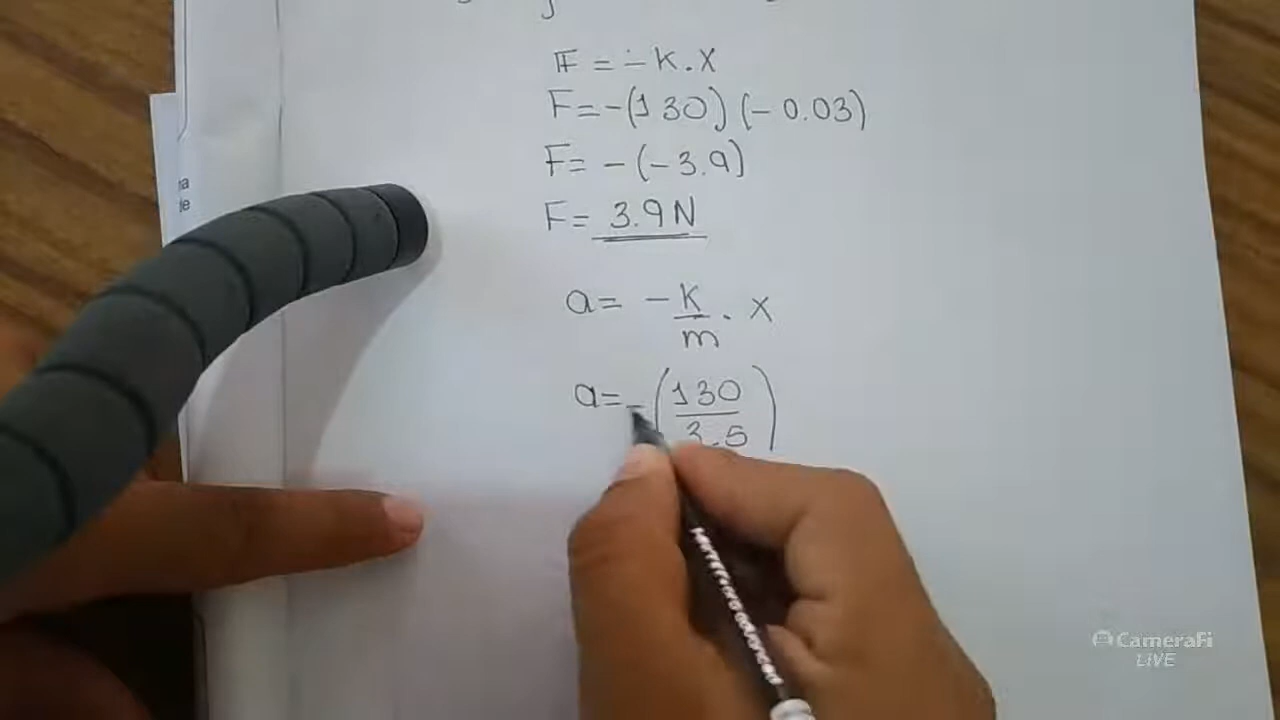 F = -k.x
F=-(130)(-0.03)
F= -(-3.9)
F= 3.9N
a= -k/m . x
a=-(130/3.5)
CameraFi
LiVE